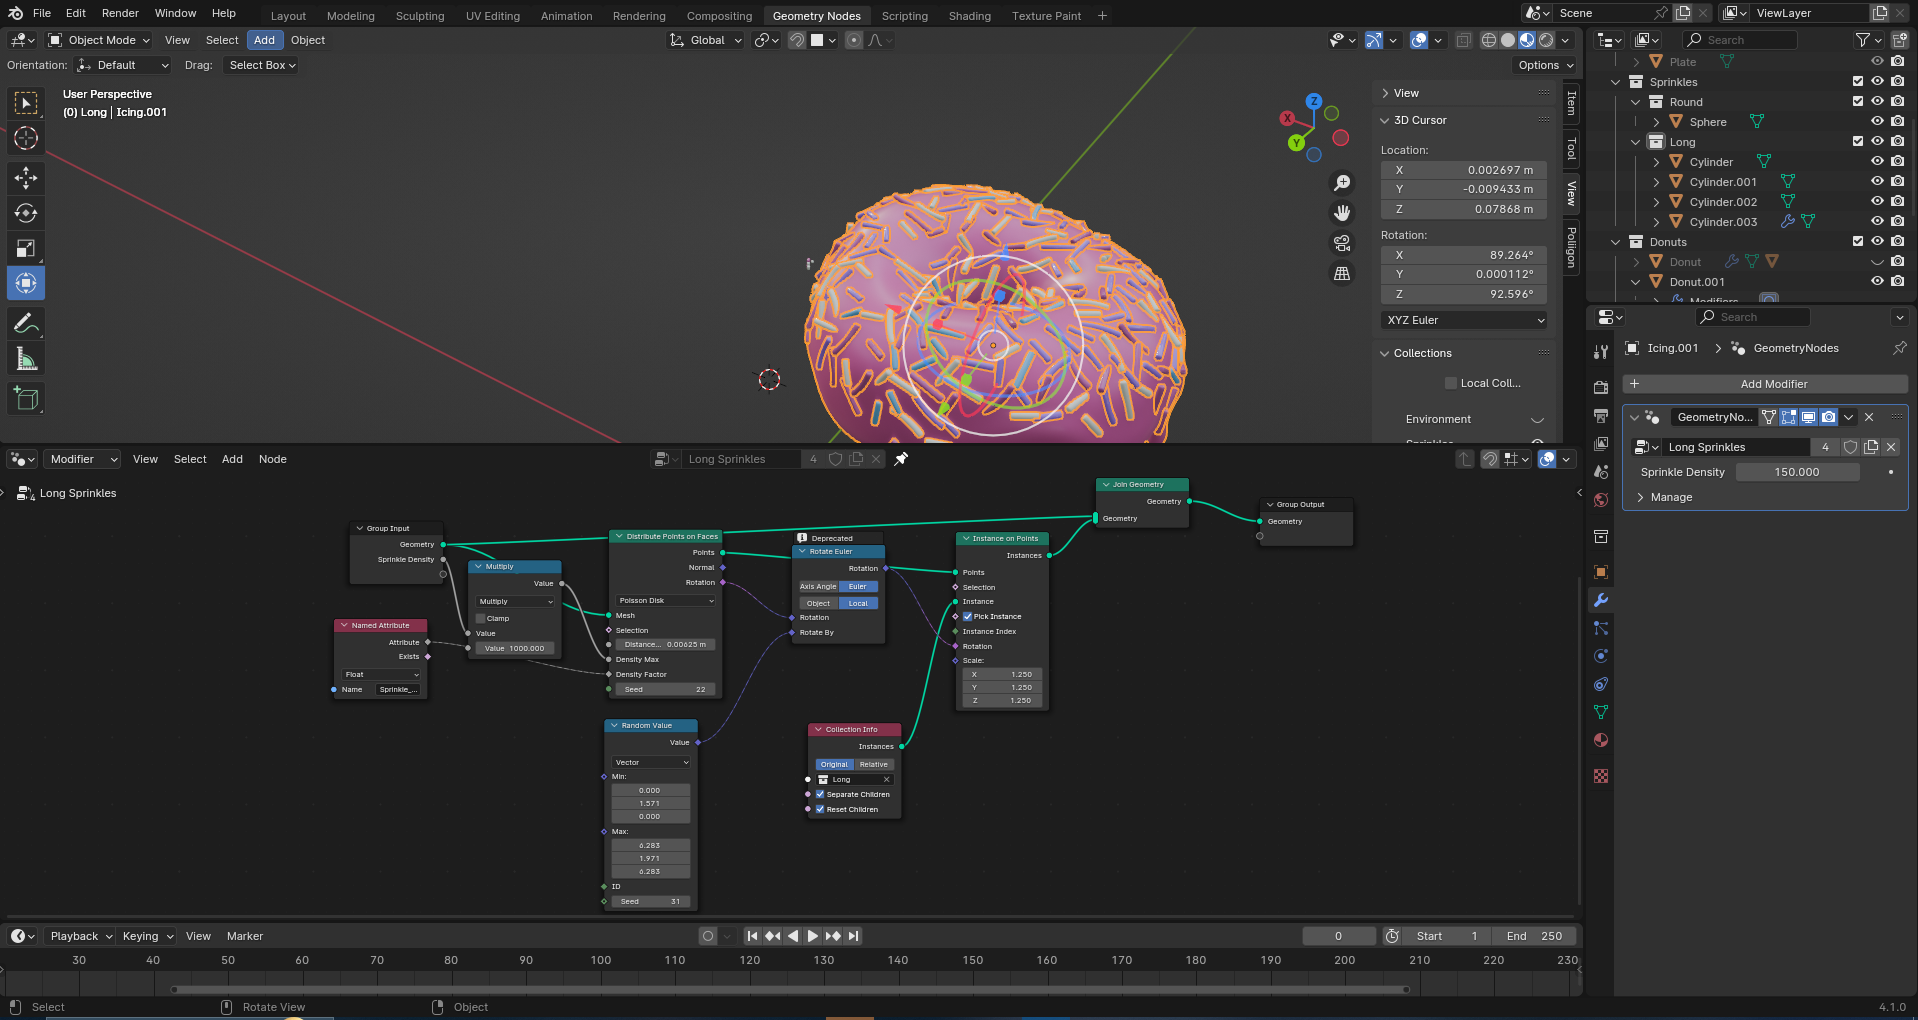 File Edit Render Window Help Layout Modeling Sculpting UV Editing Animation Rendering Compositing Geometry Nodes Scripting Shading Texture Paint + Scene ViewLayer
Object Mode View Select Add Object Global
Orientation: Default Drag: Select Box Options
User Perspective
(0) Long | Icing.001
Z
X
Y
Item
Tool
View
Poliigon
View
3D Cursor
Location:
X 0.002697 m
Y -0.009433 m
Z 0.07868 m
Rotation:
X 89.264°
Y 0.000112°
Z 92.596°
XYZ Euler
Collections
Local Coll...
Environment
Search
Plate
Sprinkles
Round
Sphere
Long
Cylinder
Cylinder.001
Cylinder.002
Cylinder.003
Donuts
Donut
Donut.001
Modifiers
Search
Icing.001 > GeometryNodes
+ Add Modifier
GeometryNo...
Long Sprinkles 4
Sprinkle Density 150.000
Manage
Modifier View Select Add Node Long Sprinkles 4
4 Long Sprinkles
Group Input
Geometry
Sprinkle Density
Named Attribute
Attribute
Exists
Float
Name Sprinkle_...
Multiply
Value
Multiply
Clamp
Value
Value 1000.000
Distribute Points on Faces
Points
Normal
Rotation
Poisson Disk
Mesh
Selection
Distance... 0.00625 m
Density Max
Density Factor
Seed 22
Random Value
Value
Vector
Min:
0.000
1.571
0.000
Max:
6.283
1.971
6.283
ID
Seed 31
Deprecated
Rotate Euler
Rotation
Axis Angle Euler
Object Local
Rotation
Rotate By
Collection Info
Instances
Original Relative
Long
Separate Children
Reset Children
Instance on Points
Instances
Points
Selection
Instance
Pick Instance
Instance Index
Rotation
Scale:
X 1.250
Y 1.250
Z 1.250
Join Geometry
Geometry
Geometry
Group Output
Geometry
Playback Keying View Marker 0 Start 1 End 250
30 40 50 60 70 80 90 100 110 120 130 140 150 160 170 180 190 200 210 220 230
Select Rotate View Object 4.1.0